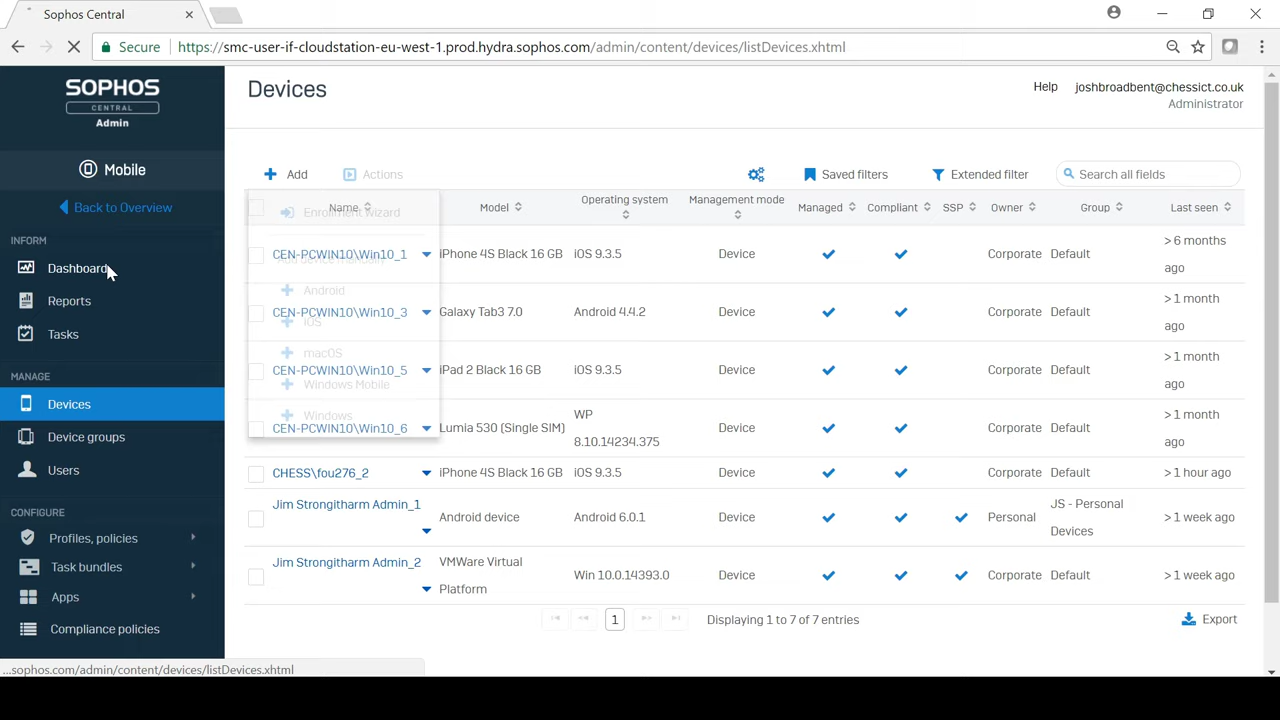 Sophos Central
Secure
https://smc-user-if-cloudstation-eu-west-1.prod.hydra.sophos.com/admin/content/devices/listDevices.xhtml
SOPHOS
CENTRAL
Admin
Mobile
Back to Overview
INFORM
Dashboard
Reports
Tasks
MANAGE
Devices
Device groups
Users
CONFIGURE
Profiles, policies
Task bundles
Apps
Compliance policies
...sophos.com/admin/content/devices/listDevices.xhtml
Devices
Help joshbroadbent@chessict.co.uk
Administrator
Add Actions Saved filters Extended filter Search all fields
Name Model Operating system Management mode Managed Compliant SSP Owner Group Last seen
Enrollment wizard
Android
iOS
macOS
Windows Mobile
Windows
CEN-PCWIN10\Win10_1 iPhone 4S Black 16 GB iOS 9.3.5 Device Corporate Default > 6 months
ago
CEN-PCWIN10\Win10_3 Galaxy Tab3 7.0 Android 4.4.2 Device Corporate Default > 1 month
ago
CEN-PCWIN10\Win10_5 iPad 2 Black 16 GB iOS 9.3.5 Device Corporate Default > 1 month
ago
CEN-PCWIN10\Win10_6 Lumia 530 (Single SIM) WP
8.10.14234.375 Device Corporate Default > 1 month
ago
CHESS\fou276_2 iPhone 4S Black 16 GB iOS 9.3.5 Device Corporate Default > 1 hour ago
Jim Strongitharm Admin_1 Android device Android 6.0.1 Device Personal JS - Personal
Devices > 1 week ago
Jim Strongitharm Admin_2 VMWare Virtual
Platform Win 10.0.14393.0 Device Corporate Default > 1 week ago
1 Displaying 1 to 7 of 7 entries Export